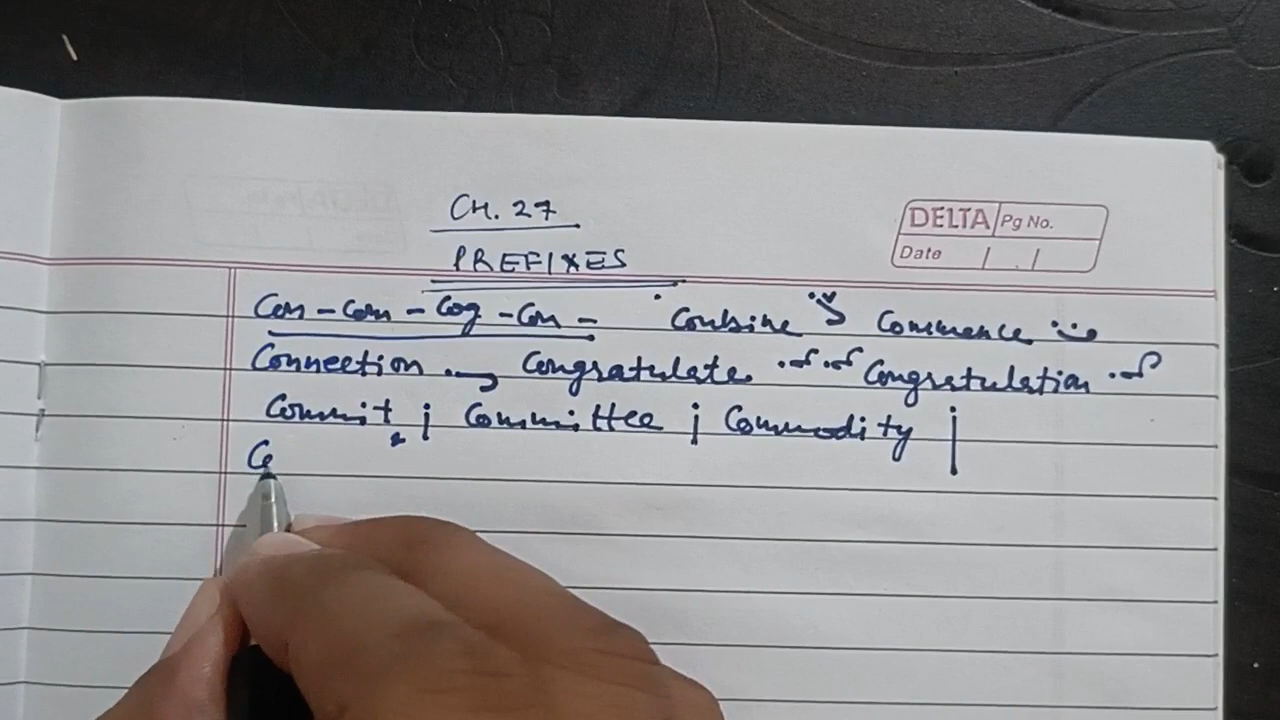 CH. 27
DELTA Pg No.
Date / /
PREFIXES
Con - Com - Cog - Con - Combine Commence
Connection Congratulate Congratulation
Commit Committee Commodity
Co